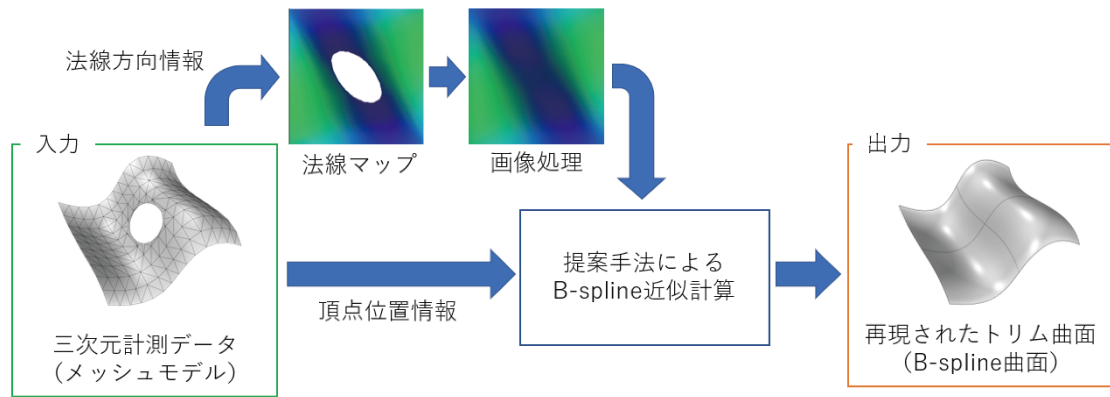 法線方向情報
法線マップ
画像処理
入力
三次元計測データ
(メッシュモデル)
頂点位置情報
提案手法による
B-spline近似計算
出力
再現されたトリム曲面
(B-spline曲面)